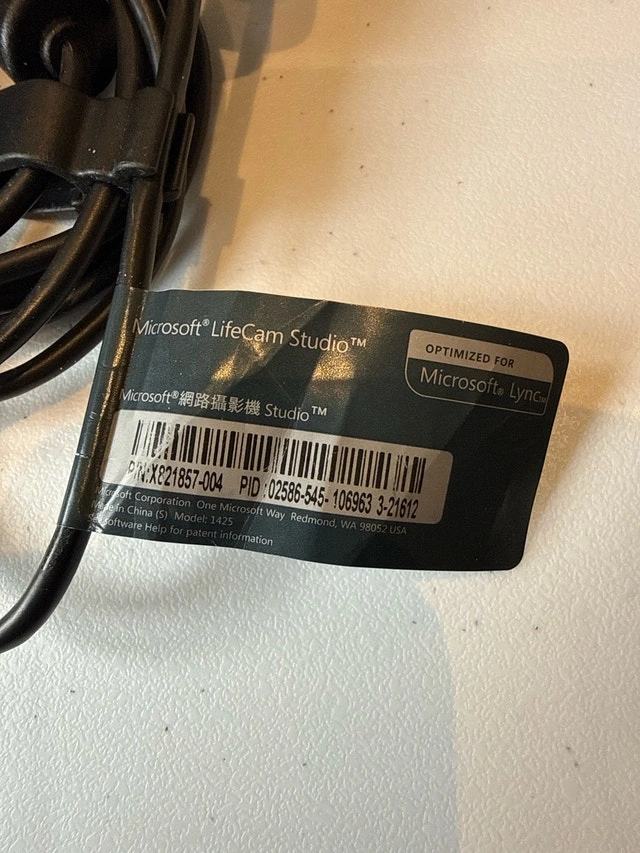 Microsoft® LifeCam Studio™
OPTIMIZED FOR
Microsoft® Lync™
Microsoft®網路攝影機 Studio™
P/N:X821857-004 PID :02586-545-1069633-21612
Microsoft Corporation One Microsoft Way Redmond, WA 98052 USA
Made in China (S) Model: 1425
software Help for patent information